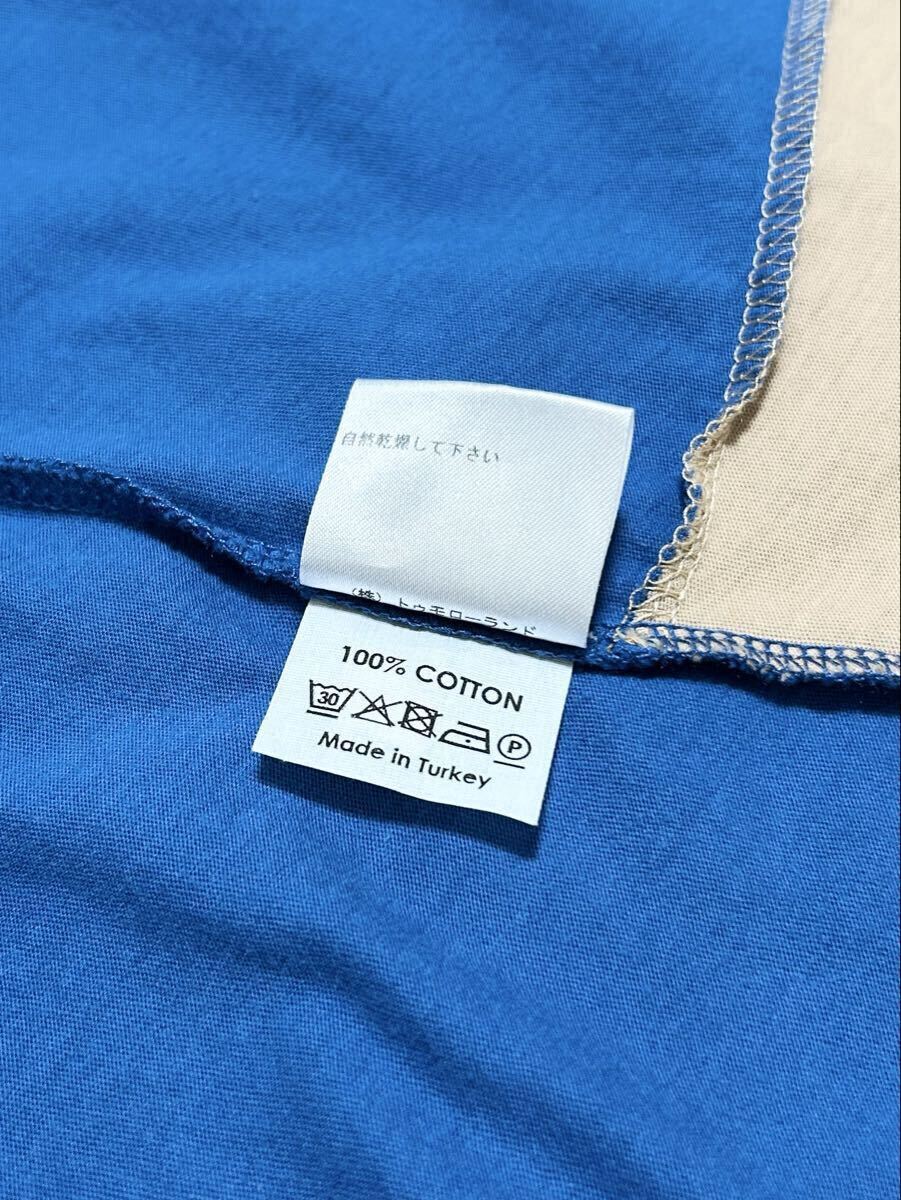 自然乾燥して下さい
(株) トゥモローランド
100% COTTON
30 P
Made in Turkey